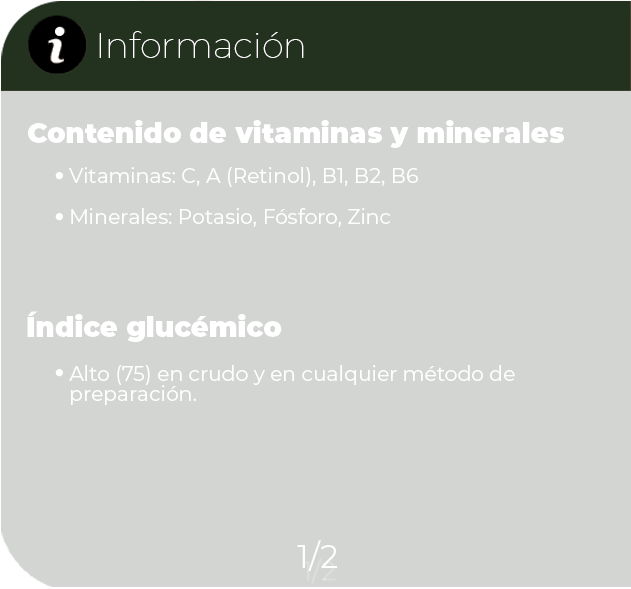 Información
Contenido de vitaminas y minerales
• Vitaminas: C, A (Retinol), B1, B2, B6
• Minerales: Potasio, Fósforo, Zinc
Índice glucémico
• Alto (75) en crudo y en cualquier método de
preparación.
1/2